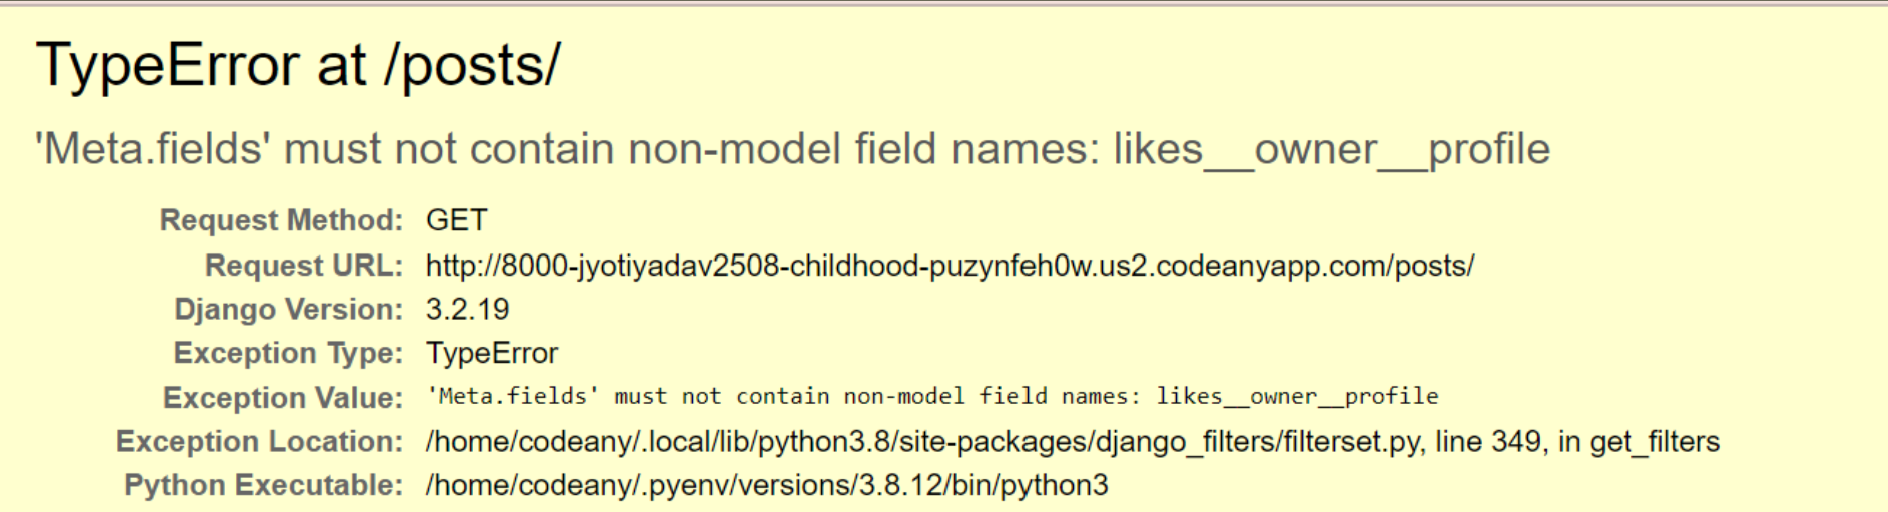 TypeError at /posts/
'Meta.fields' must not contain non-model field names: likes__owner__profile
Request Method: GET
Request URL: http://8000-jyotiyadav2508-childhood-puzynfeh0w.us2.codeanyapp.com/posts/
Django Version: 3.2.19
Exception Type: TypeError
Exception Value: 'Meta.fields' must not contain non-model field names: likes__owner__profile
Exception Location: /home/codeany/.local/lib/python3.8/site-packages/django_filters/filterset.py, line 349, in get_filters
Python Executable: /home/codeany/.pyenv/versions/3.8.12/bin/python3